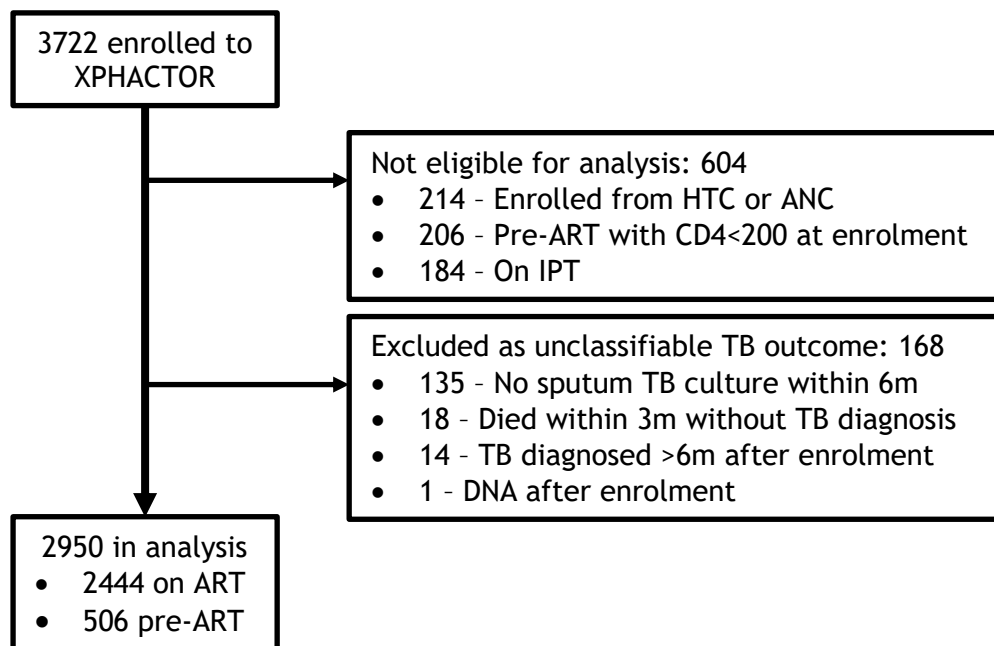 3722 enrolled to
XPHACTOR
Not eligible for analysis: 604
• 214 – Enrolled from HTC or ANC
• 206 – Pre-ART with CD4<200 at enrolment
• 184 – On IPT
Excluded as unclassifiable TB outcome: 168
• 135 – No sputum TB culture within 6m
• 18 – Died within 3m without TB diagnosis
• 14 – TB diagnosed >6m after enrolment
• 1 – DNA after enrolment
2950 in analysis
• 2444 on ART
• 506 pre-ART